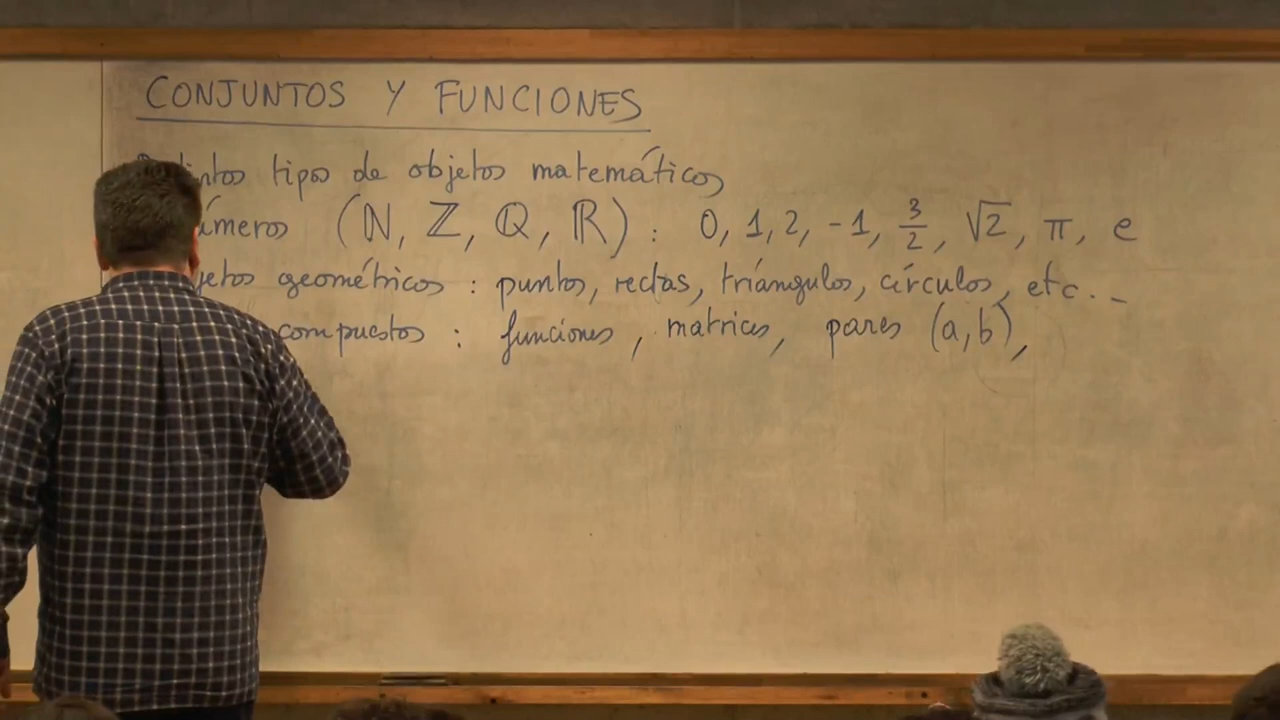 CONJUNTOS Y FUNCIONES
tipos de objetos matemáticos
(ℕ, ℤ, ℚ, ℝ) : 0, 1, 2, -1, 3/2, √2, π, e
geométricos : puntos, rectas, triángulos, círculos, etc...
compuestos : funciones, matrices, pares (a,b),